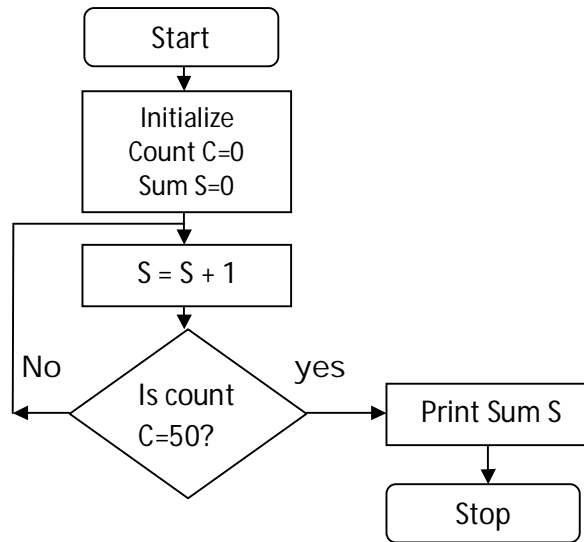 Start
Initialize
Count C=0
Sum S=0
S = S + 1
No
yes
Is count
C=50?
Print Sum S
Stop